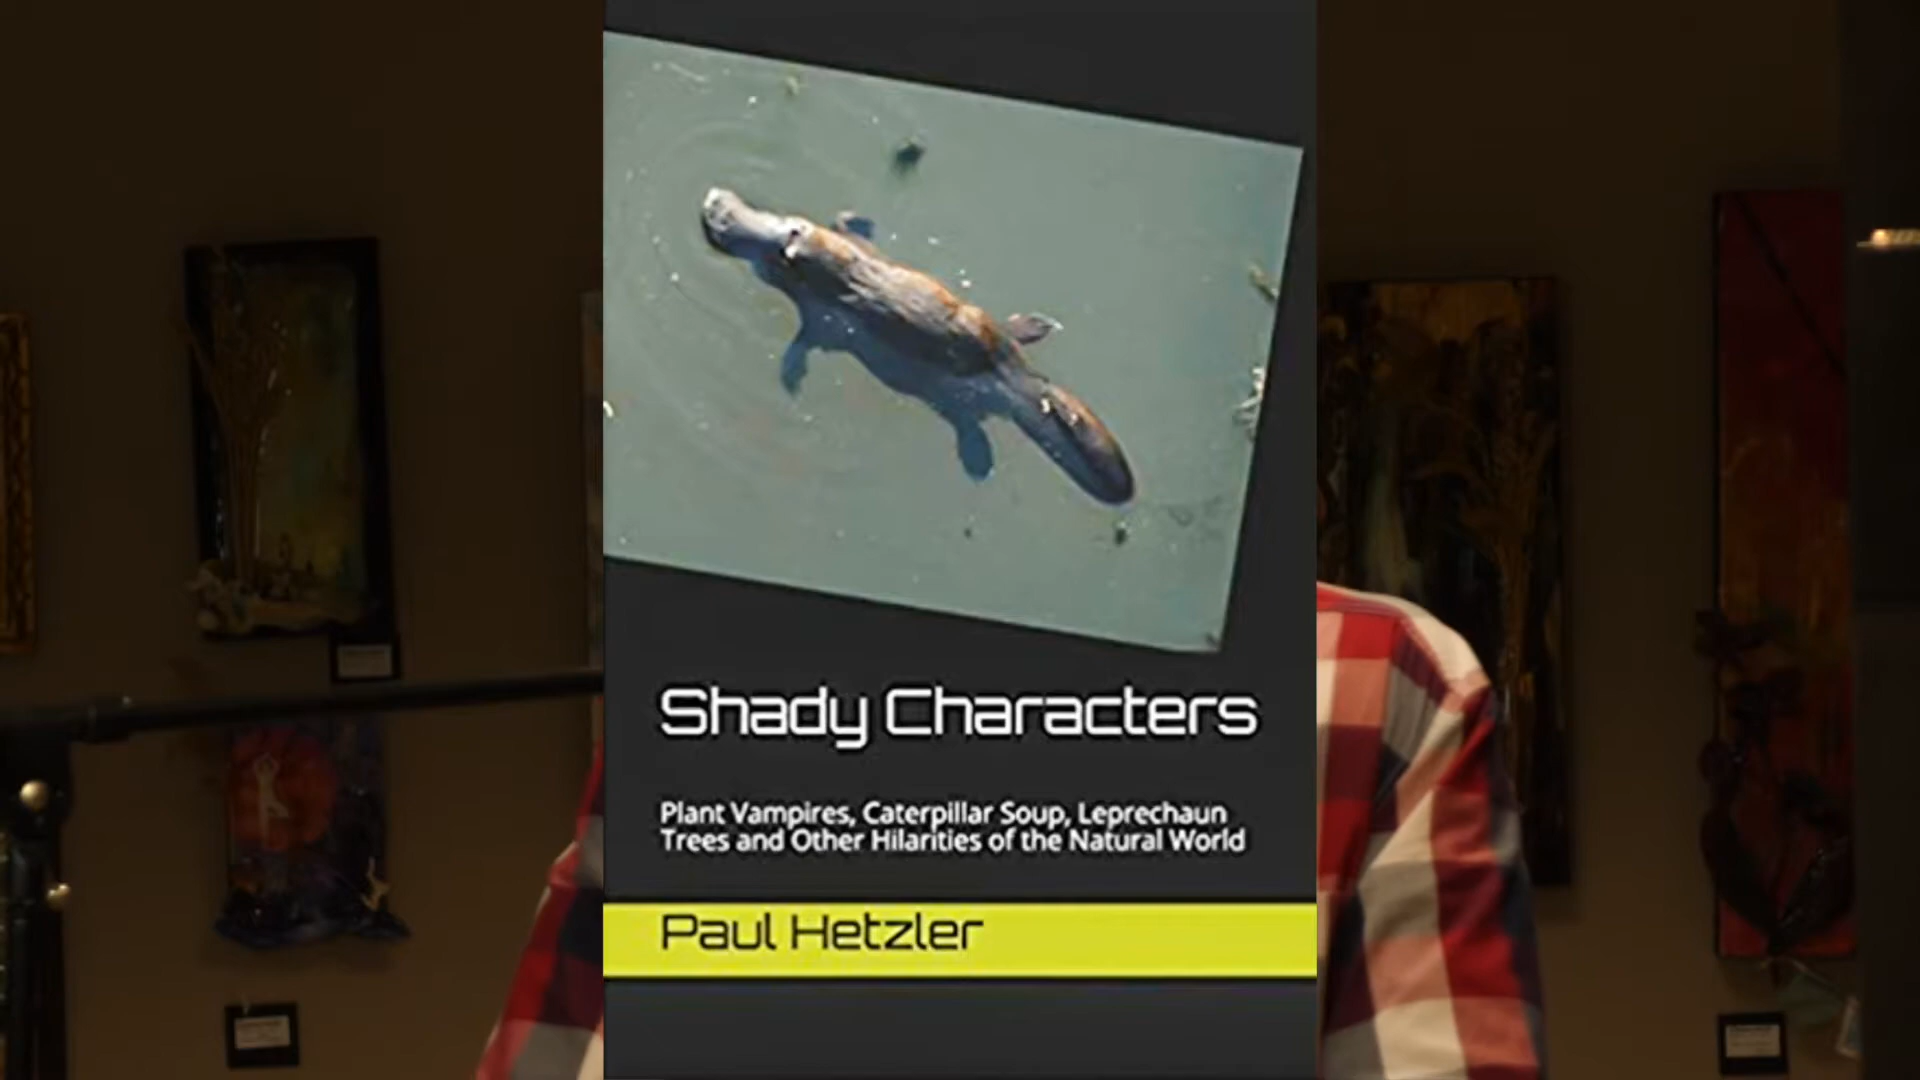 Shady Characters
Plant Vampires, Caterpillar Soup, Leprechaun
Trees and Other Hilarities of the Natural World
Paul Hetzler